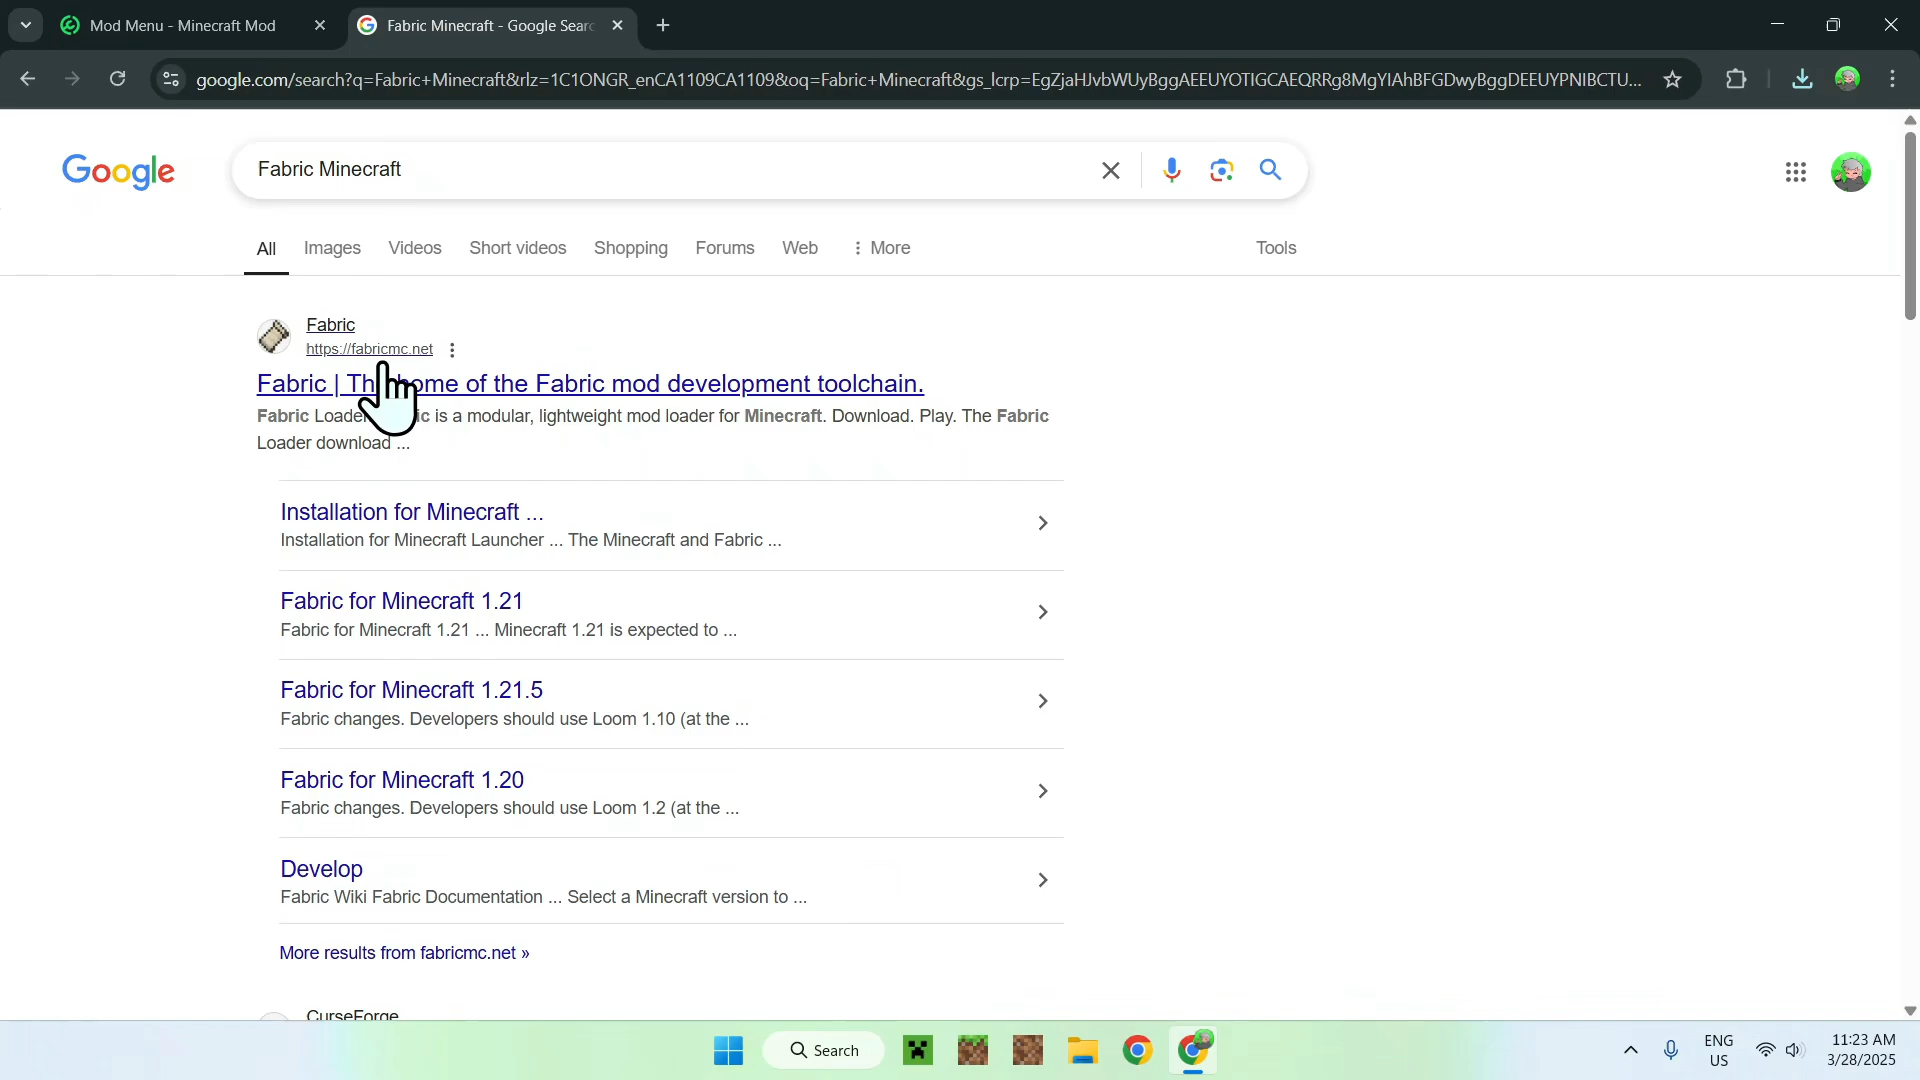 Mod Menu - Minecraft Mod
Fabric Minecraft - Google Sear
google.com/search?q=Fabric+Minecraft&rlz=1C1ONGR_enCA1109CA1109&oq=Fabric+Minecraft&gs_lcrp=EgZjaHJvbWUyBggAEEUYOTIGCAEQRRg8MgYIAhBFGDwyBggDEEUYPNIBCTU...
Google
Fabric Minecraft
All Images Videos Short videos Shopping Forums Web More Tools
Fabric
https://fabricmc.net
Fabric | Th ome of the Fabric mod development toolchain.
Fabric Loade ic is a modular, lightweight mod loader for Minecraft. Download. Play. The Fabric
Loader download ...
Installation for Minecraft ...
Installation for Minecraft Launcher ... The Minecraft and Fabric ...
Fabric for Minecraft 1.21
Fabric for Minecraft 1.21 ... Minecraft 1.21 is expected to ...
Fabric for Minecraft 1.21.5
Fabric changes. Developers should use Loom 1.10 (at the ...
Fabric for Minecraft 1.20
Fabric changes. Developers should use Loom 1.2 (at the ...
Develop
Fabric Wiki Fabric Documentation ... Select a Minecraft version to ...
More results from fabricmc.net »
CurseForge
Search
ENG
US
11:23 AM
3/28/2025